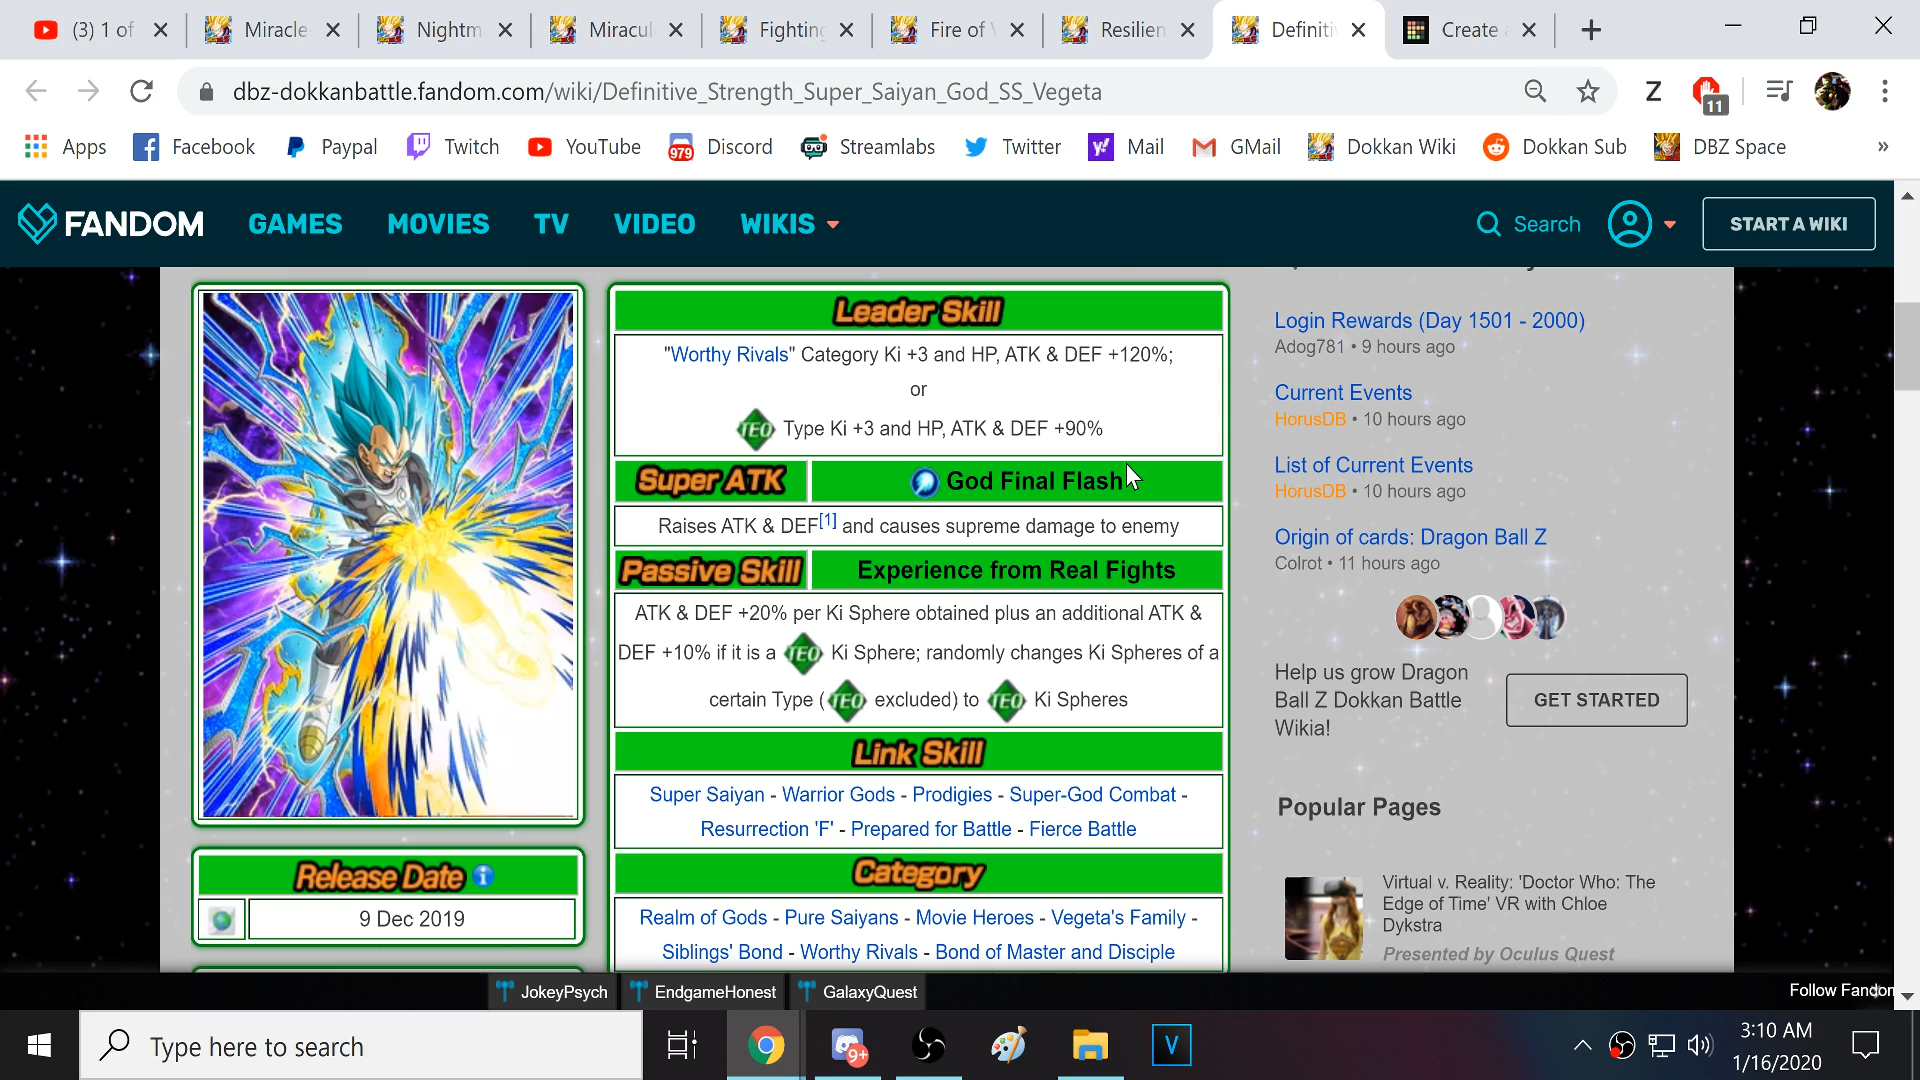 (3) 1 of
Miracle
Nightm
Miracul
Fighting
Fire of
Resilien
Definiti
Create
dbz-dokkanbattle.fandom.com/wiki/Definitive_Strength_Super_Saiyan_God_SS_Vegeta
Z
11
Apps
Facebook
Paypal
Twitch
YouTube
979
Discord
Streamlabs
Twitter
Mail
GMail
Dokkan Wiki
Dokkan Sub
DBZ Space
»
FANDOM
GAMES
MOVIES
TV
VIDEO
WIKIS
Search
START A WIKI
Leader Skill
"Worthy Rivals" Category Ki +3 and HP, ATK & DEF +120%;
or
TEQ Type Ki +3 and HP, ATK & DEF +90%
Super ATK
God Final Flash
Raises ATK & DEF[1] and causes supreme damage to enemy
Passive Skill
Experience from Real Fights
ATK & DEF +20% per Ki Sphere obtained plus an additional ATK &
DEF +10% if it is a TEQ Ki Sphere; randomly changes Ki Spheres of a
certain Type (TEQ excluded) to TEQ Ki Spheres
Link Skill
Super Saiyan - Warrior Gods - Prodigies - Super-God Combat -
Resurrection 'F' - Prepared for Battle - Fierce Battle
Category
Realm of Gods - Pure Saiyans - Movie Heroes - Vegeta's Family -
Siblings' Bond - Worthy Rivals - Bond of Master and Disciple
Release Date
9 Dec 2019
Login Rewards (Day 1501 - 2000)
Adog781 • 9 hours ago
Current Events
HorusDB • 10 hours ago
List of Current Events
HorusDB • 10 hours ago
Origin of cards: Dragon Ball Z
Colrot • 11 hours ago
Help us grow Dragon
Ball Z Dokkan Battle
Wikia!
GET STARTED
Popular Pages
Virtual v. Reality: 'Doctor Who: The
Edge of Time' VR with Chloe
Dykstra
Presented by Oculus Quest
JokeyPsych
EndgameHonest
GalaxyQuest
Follow Fandom
Type here to search
9+
V
3:10 AM
1/16/2020